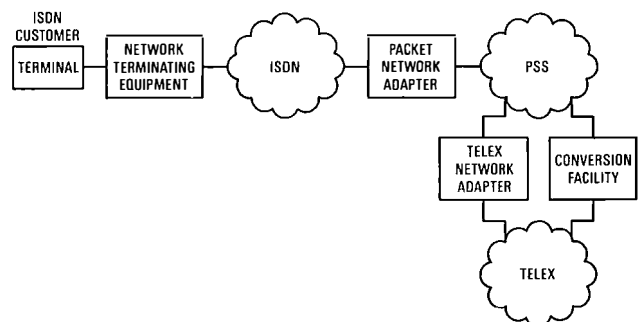 ISDN
CUSTOMER
TERMINAL
NETWORK
TERMINATING
EQUIPMENT
ISDN
PACKET
NETWORK
ADAPTER
PSS
TELEX
NETWORK
ADAPTER
CONVERSION
FACILITY
TELEX